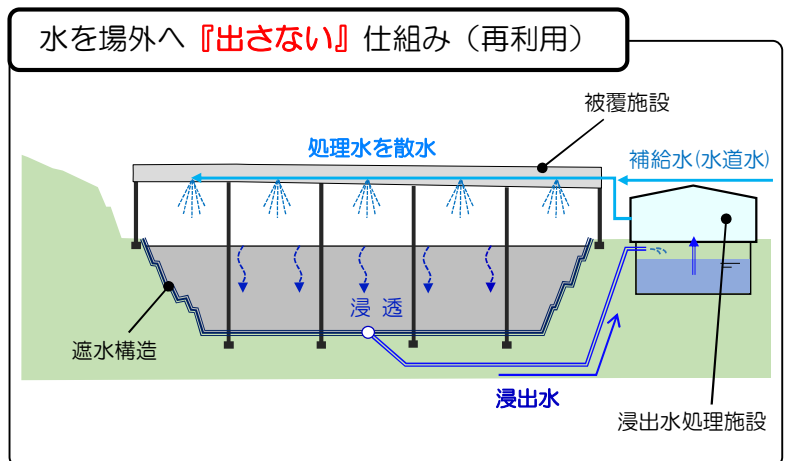 水を場外へ『出さない』仕組み（再利用）
被覆施設
処理水を散水
補給水(水道水)
浸 透
遮水構造
浸出水
浸出水処理施設